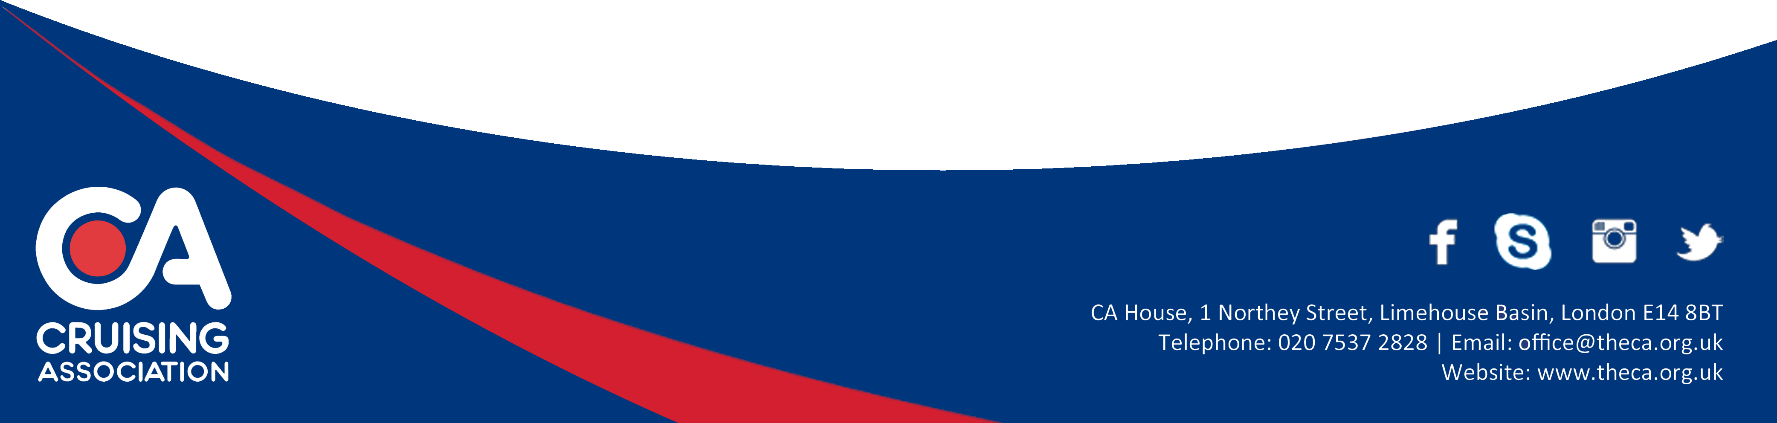 CA
CRUISING
ASSOCIATION
CA House, 1 Northey Street, Limehouse Basin, London E14 8BT
Telephone: 020 7537 2828 | Email: office@theca.org.uk
Website: www.theca.org.uk